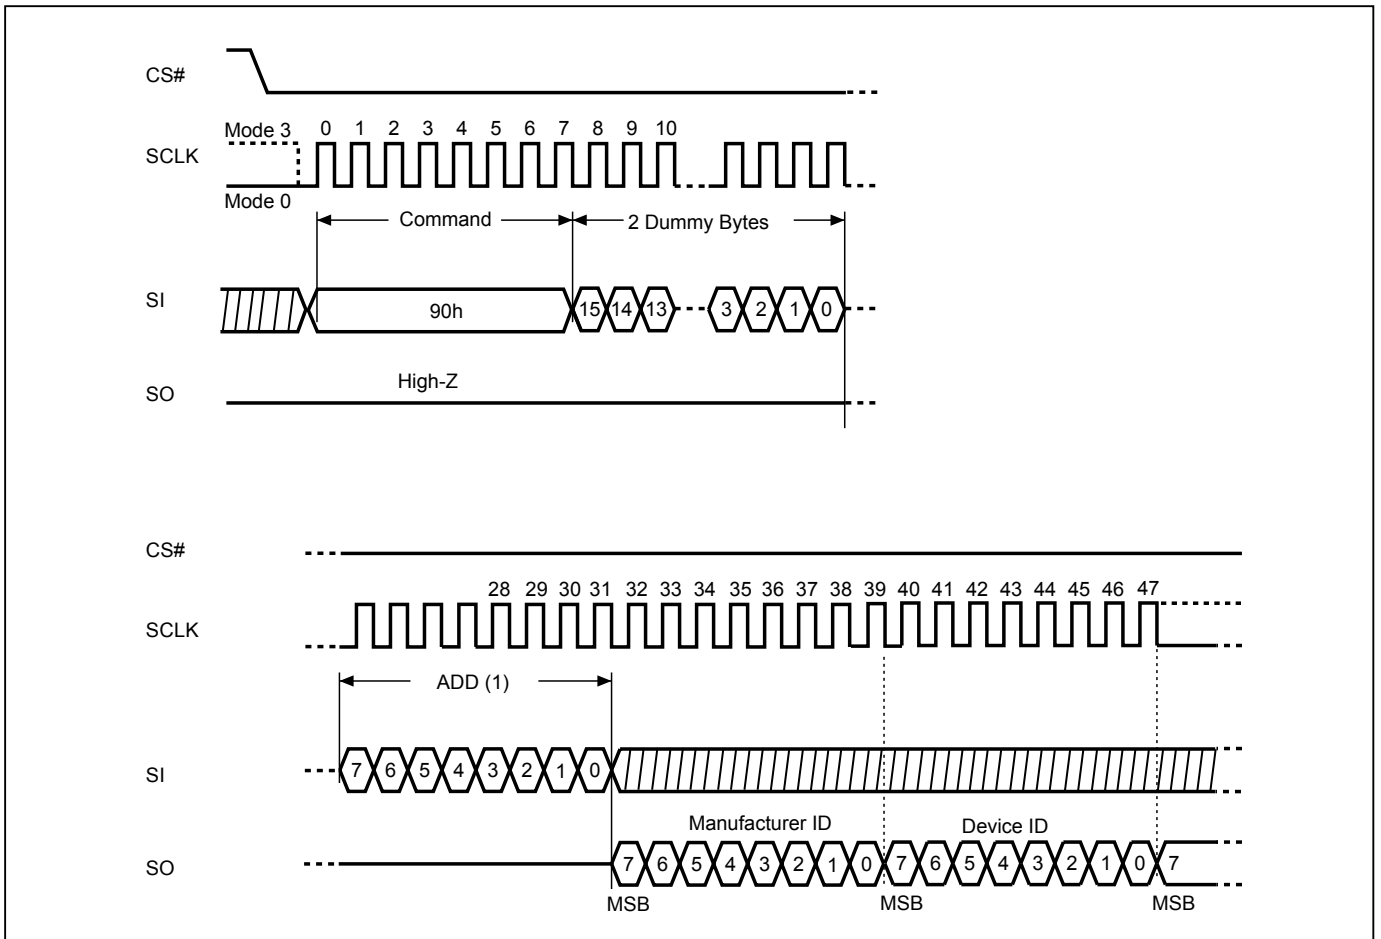 CS#
Mode 3 0 1 2 3 4 5 6 7 8 9 10
SCLK
Mode 0
Command 2 Dummy Bytes
SI 90h 15 14 13 3 2 1 0
High-Z
SO
CS#
28 29 30 31 32 33 34 35 36 37 38 39 40 41 42 43 44 45 46 47
SCLK
ADD (1)
SI 7 6 5 4 3 2 1 0
Manufacturer ID Device ID
SO 7 6 5 4 3 2 1 0 7 6 5 4 3 2 1 0 7
MSB MSB MSB